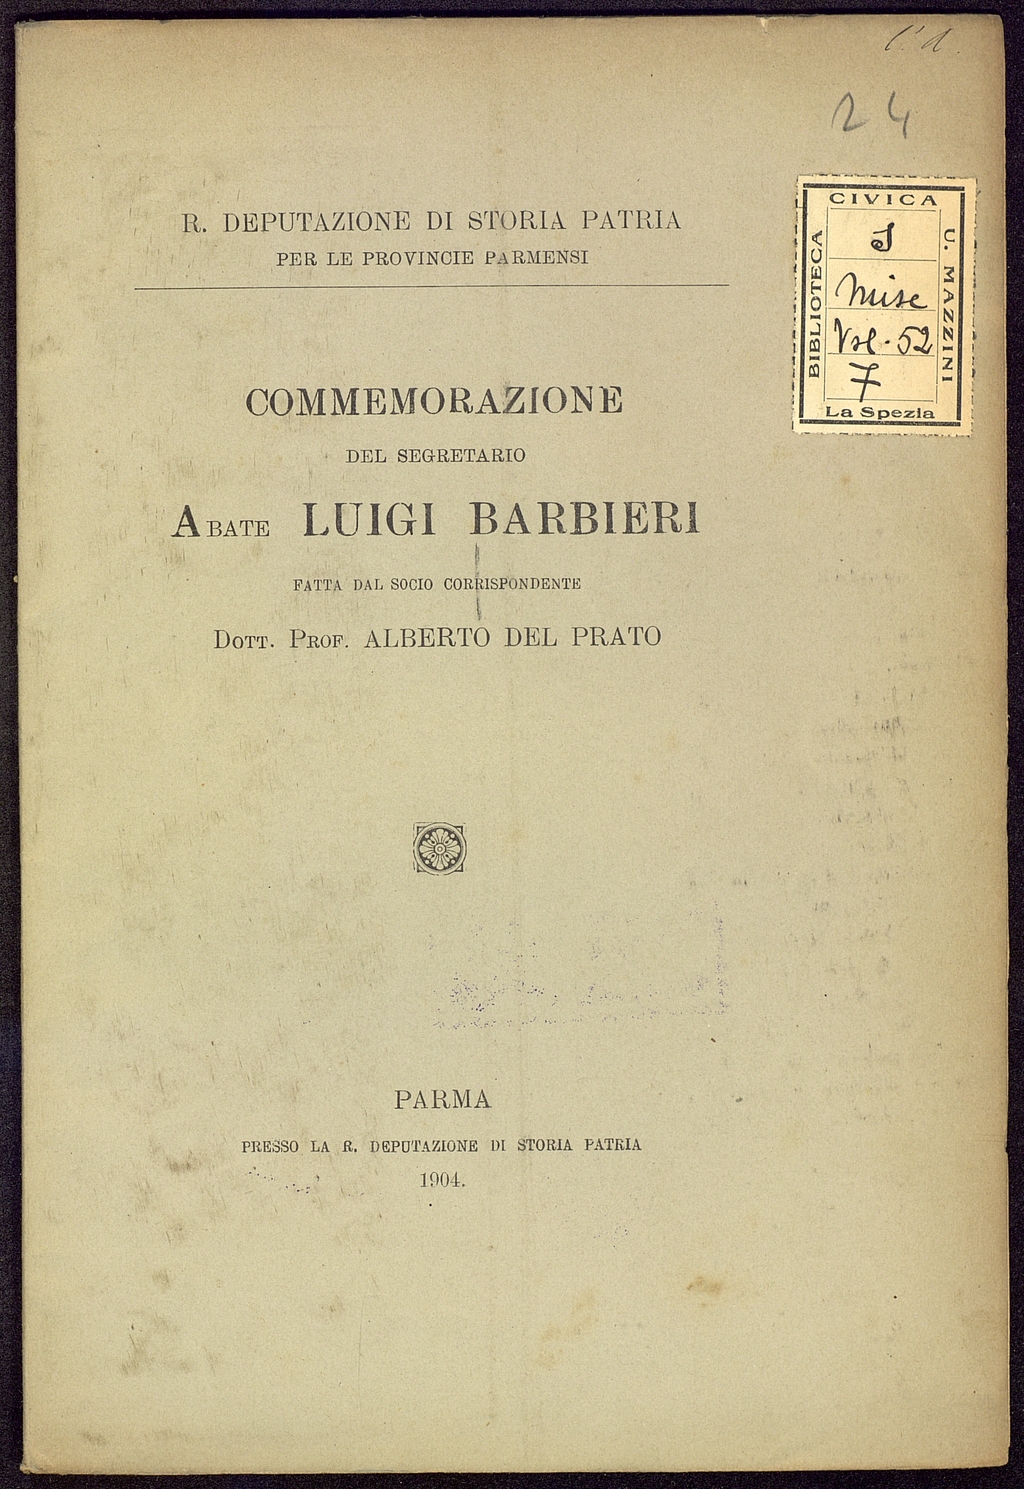 24
R. DEPUTAZIONE DI STORIA PATRIA
PER LE PROVINCIE PARMENSI
CIVICA
BIBLIOTECA
U. MAZZINI
Misc
Vol. 52
7
La Spezia
COMMEMORAZIONE
DEL SEGRETARIO
ABATE LUIGI BARBIERI
FATTA DAL SOCIO CORRISPONDENTE
DOTT. PROF. ALBERTO DEL PRATO
PARMA
PRESSO LA R. DEPUTAZIONE DI STORIA PATRIA
1904.